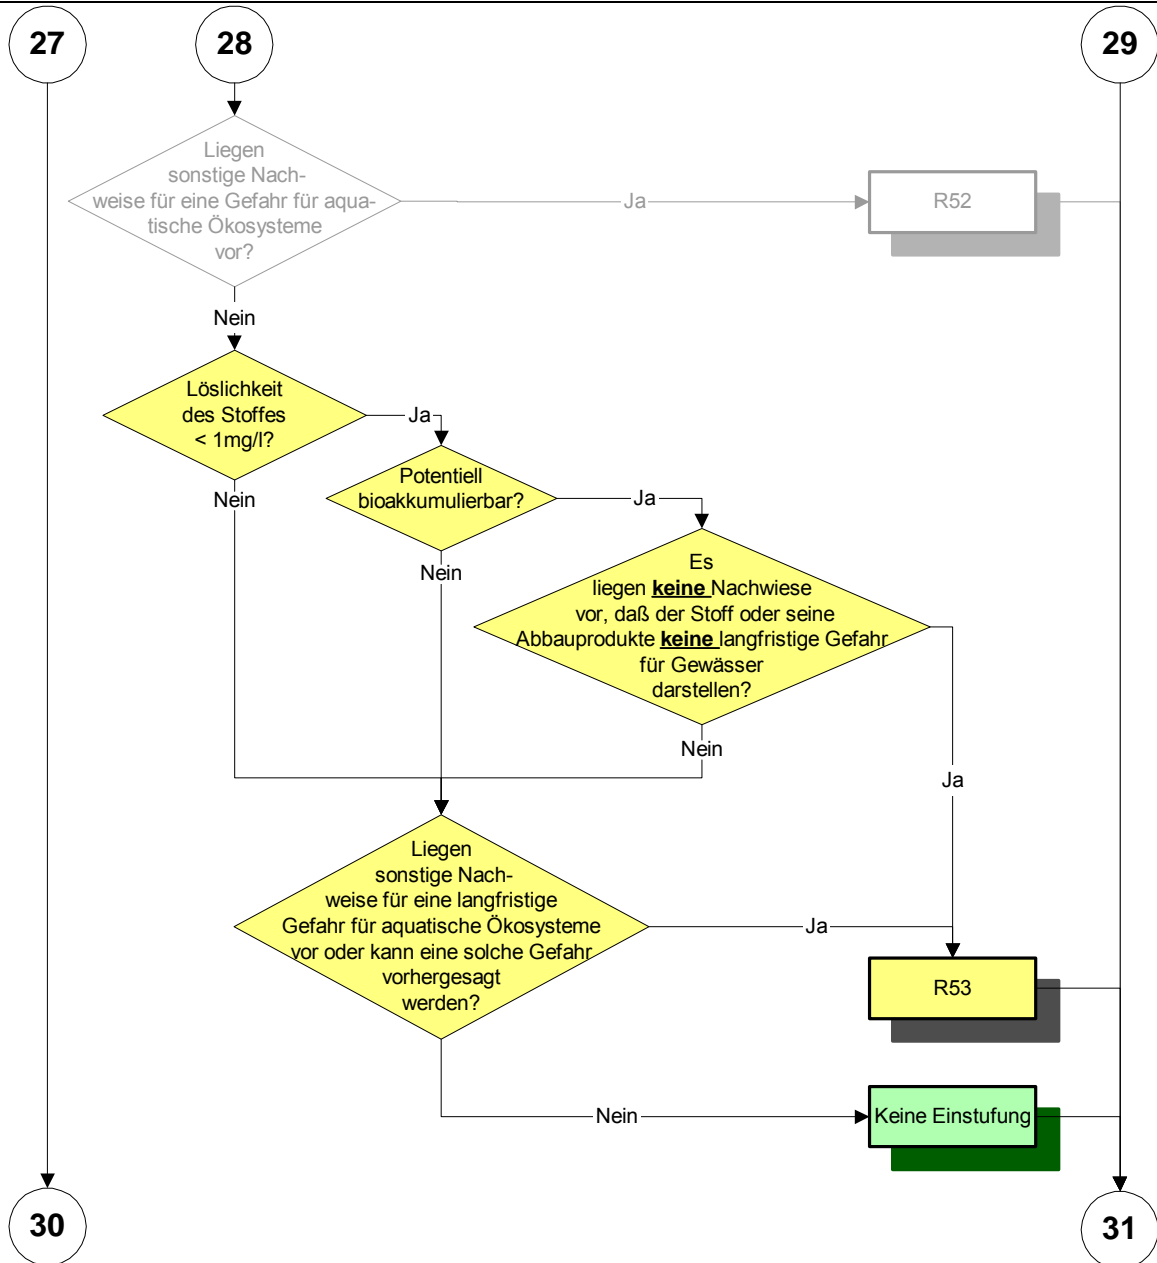 27
28
29
Liegen
sonstige Nach-
weise für eine Gefahr für aqua-
tische Ökosysteme
vor?
Ja
R52
Nein
Löslichkeit
des Stoffes
< 1mg/l?
Ja
Nein
Potentiell
bioakkumulierbar?
Ja
Nein
Es
liegen keine Nachwiese
vor, daß der Stoff oder seine
Abbauprodukte keine langfristige Gefahr
für Gewässer
darstellen?
Nein
Ja
Liegen
sonstige Nach-
weise für eine langfristige
Gefahr für aquatische Ökosysteme
vor oder kann eine solche Gefahr
vorhergesagt
werden?
Ja
R53
Nein
Keine Einstufung
30
31